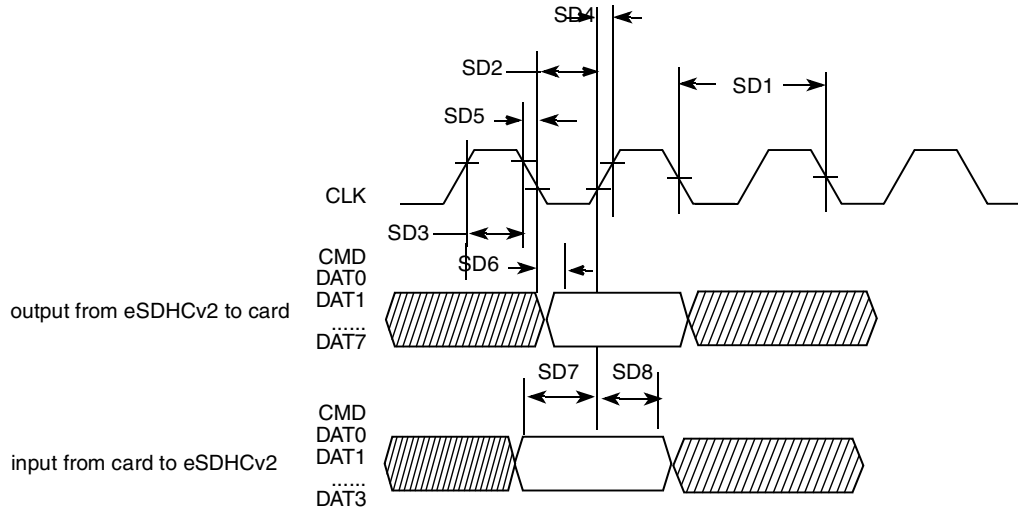 SD4
SD2
SD1
SD5
CLK
SD3
CMD
SD6
DAT0
output from eSDHCv2 to card
DAT1
......
DAT7
SD7
SD8
CMD
DAT0
input from card to eSDHCv2
DAT1
......
DAT3